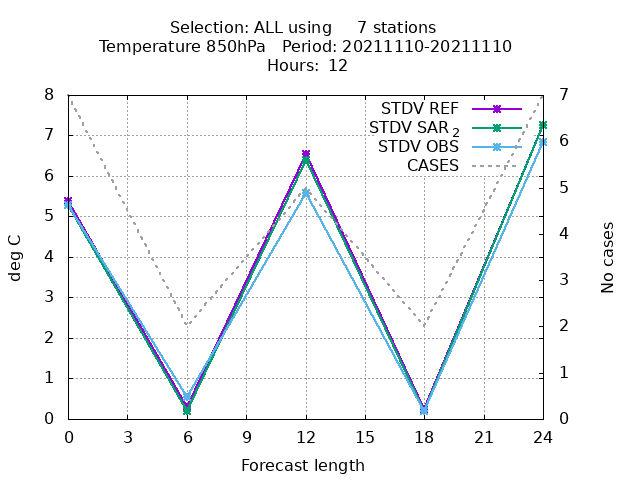 Selection: ALL using     7 stations
Temperature 850hPa   Period: 20211110-20211110
Hours:  12
8
7
6
5
4
3
2
1
0
deg C
STDV REF
STDV SAR 2
STDV OBS
CASES
7
6
5
4
3
2
1
0
No cases
0 3 6 9 12 15 18 21 24
Forecast length